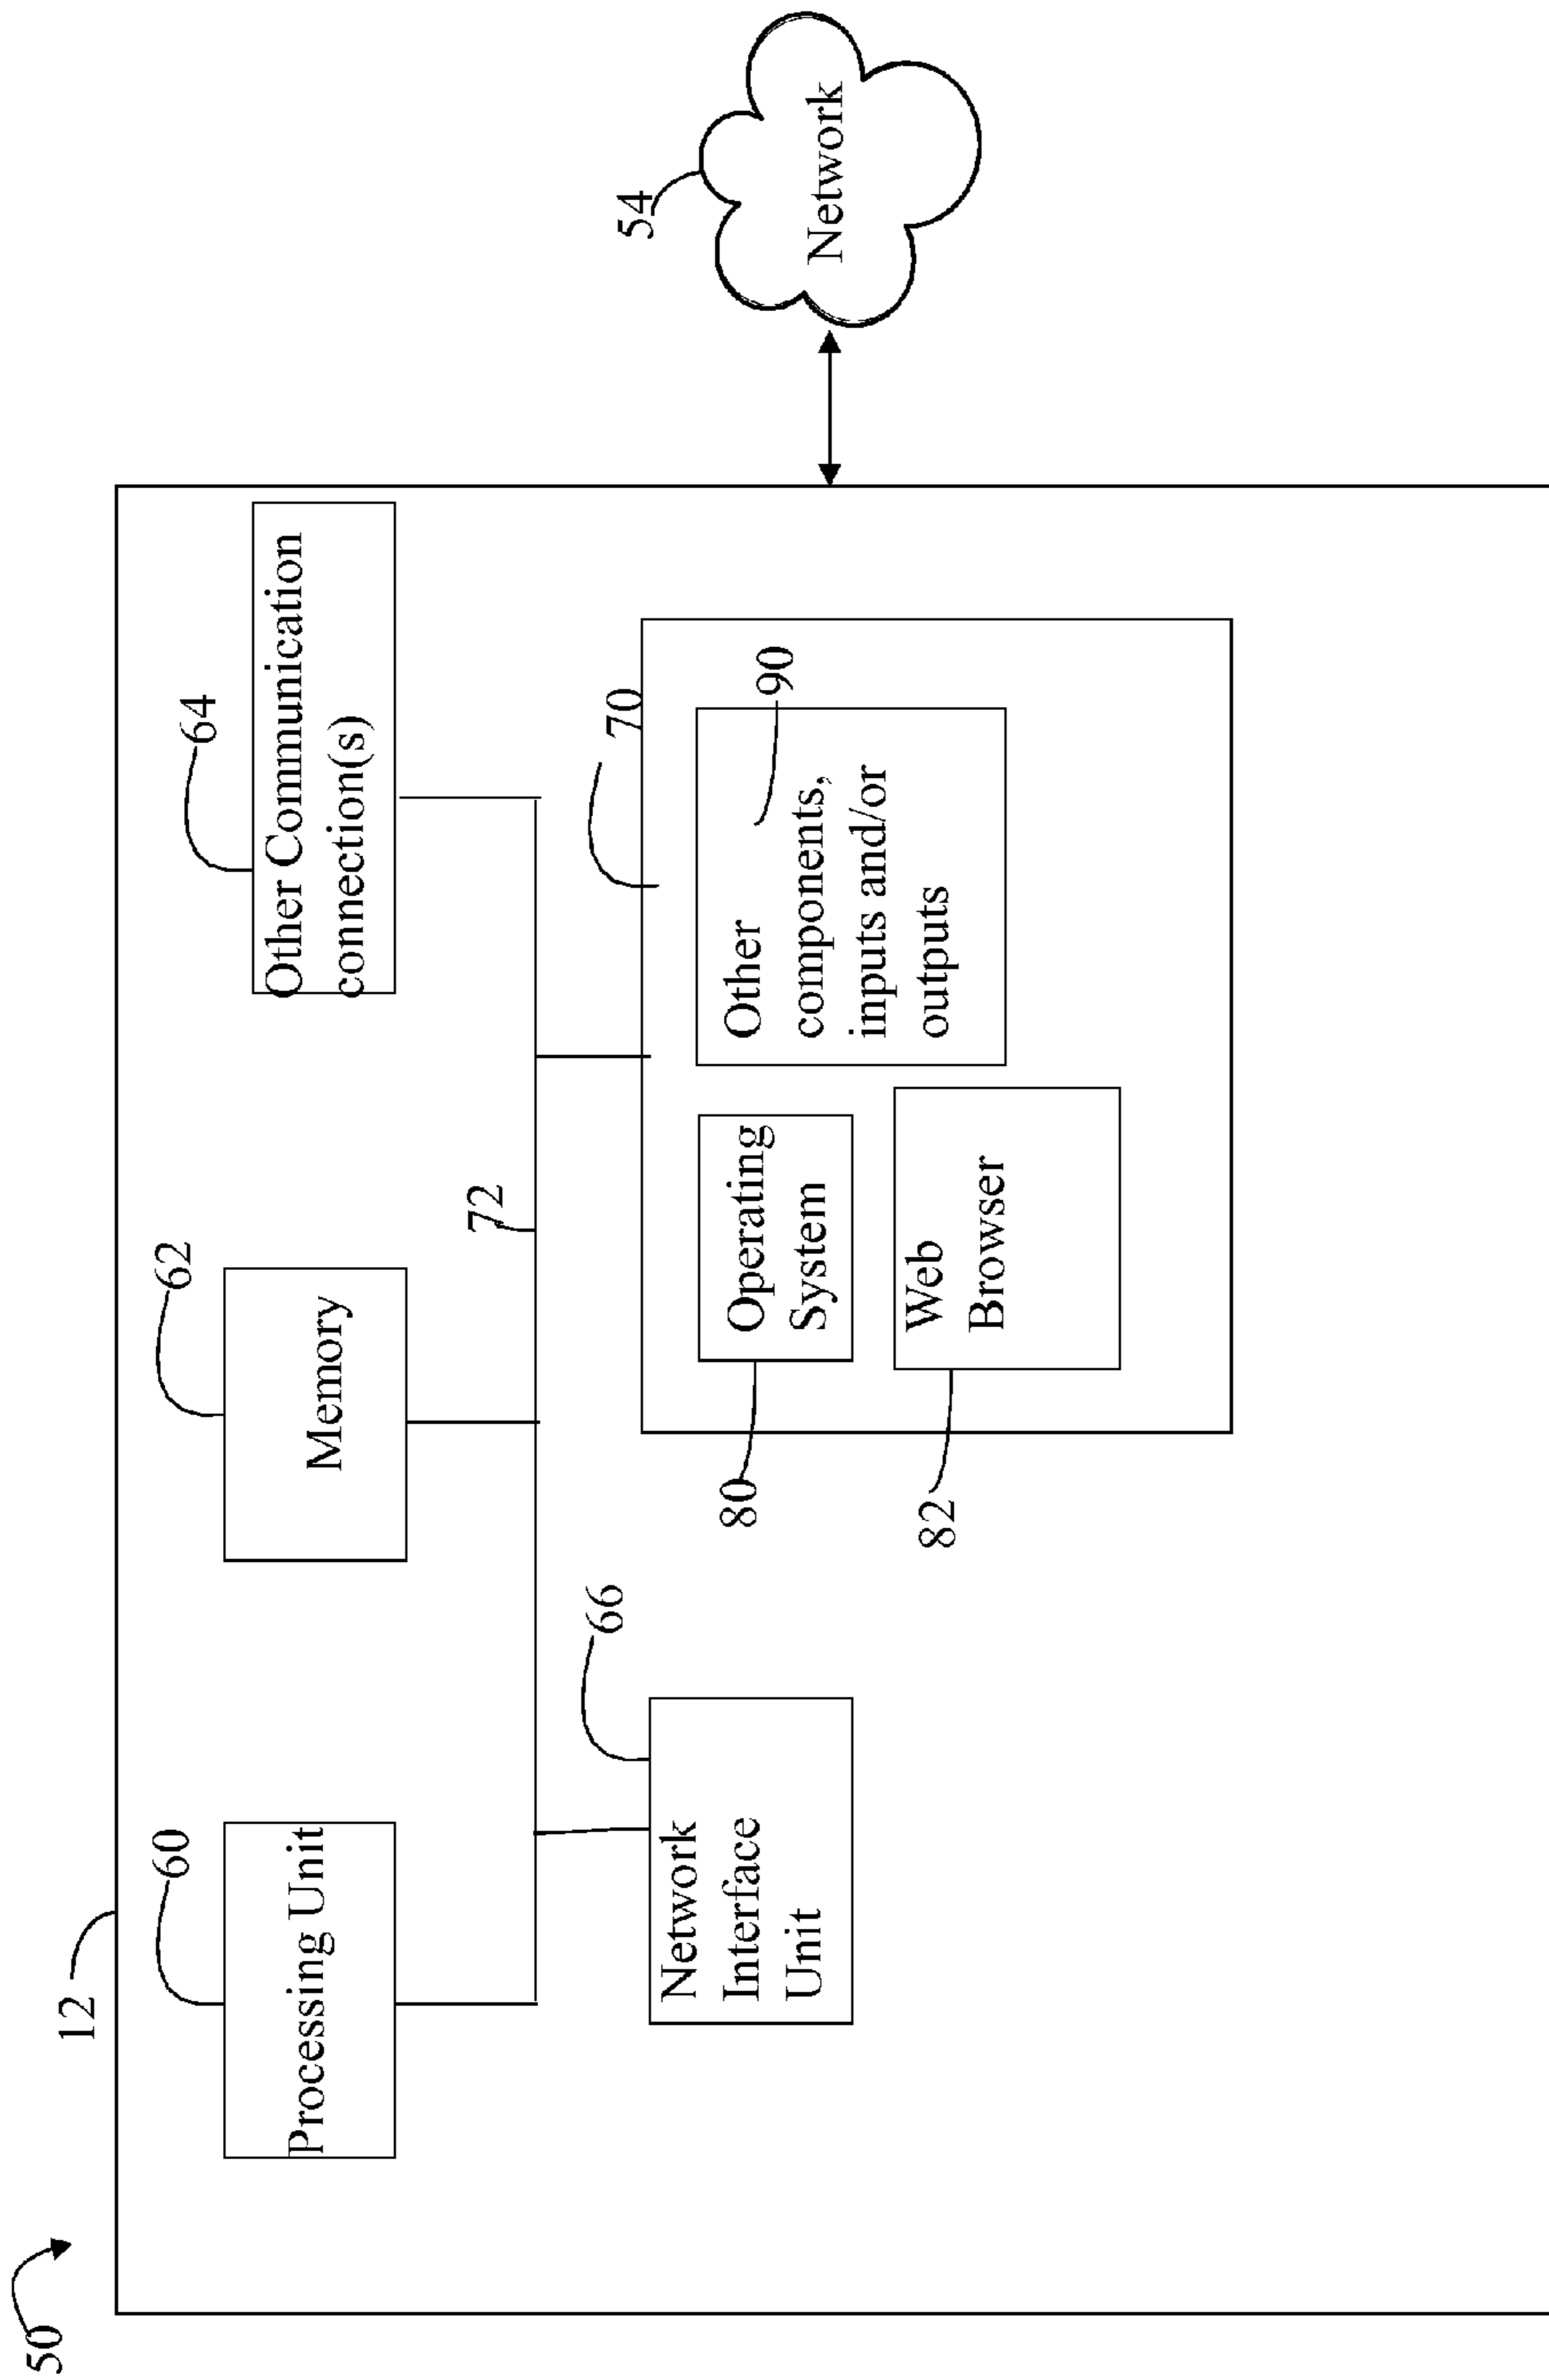 50
12
60
Processing Unit
62
Memory
64
Other Communication
connection(s)
72
66
Network
Interface
Unit
70
80
Operating
System
82
Web
Browser
90
Other
components,
inputs and/or
outputs
54
Network